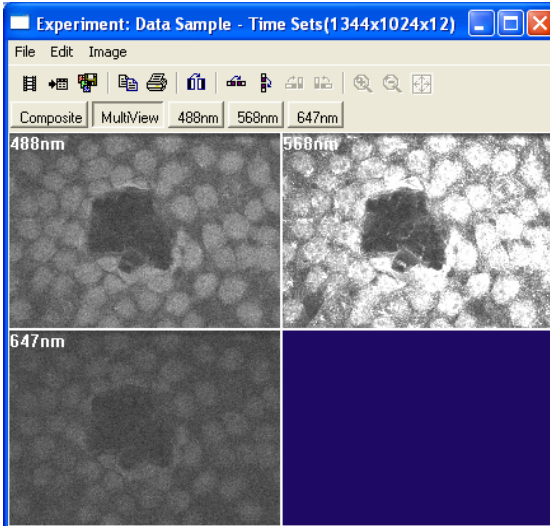 Experiment: Data Sample - Time Sets(1344x1024x12)
File Edit Image
Composite MultiView 488nm 568nm 647nm
488nm 568nm
647nm